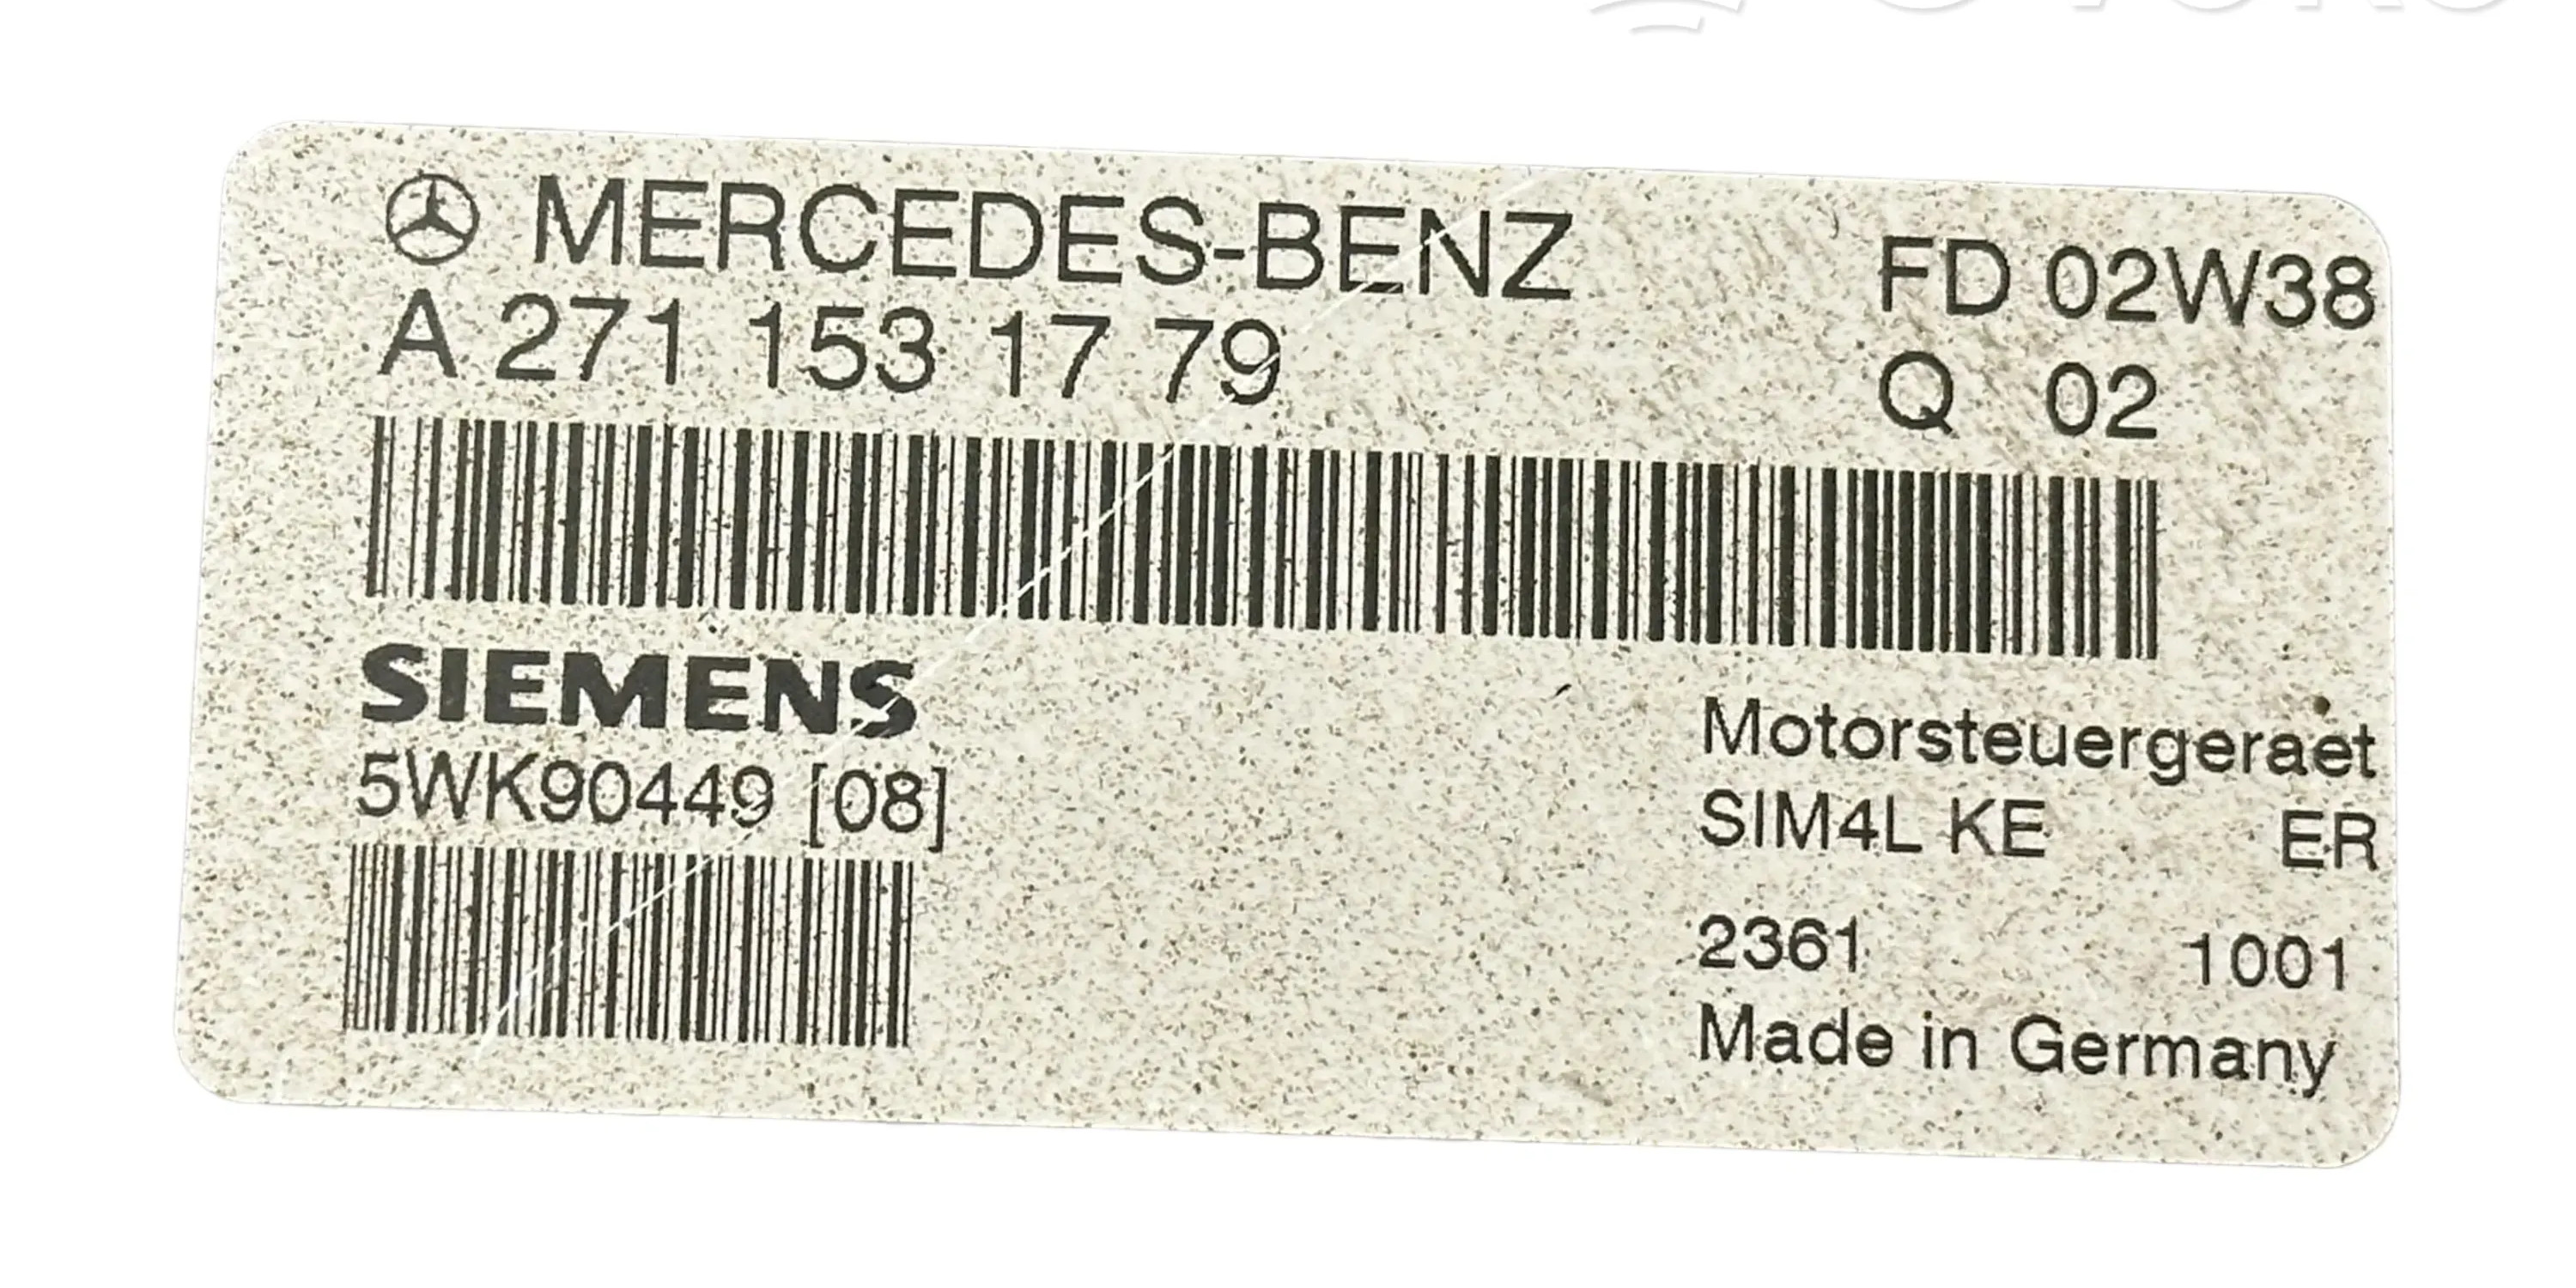 MERCEDES-BENZ
A 271 153 17 79
FD 02W38
Q 02
SIEMENS
5WK90449 [08]
Motorsteuergeraet
SIM4L KE ER
2361 1001
Made in Germany